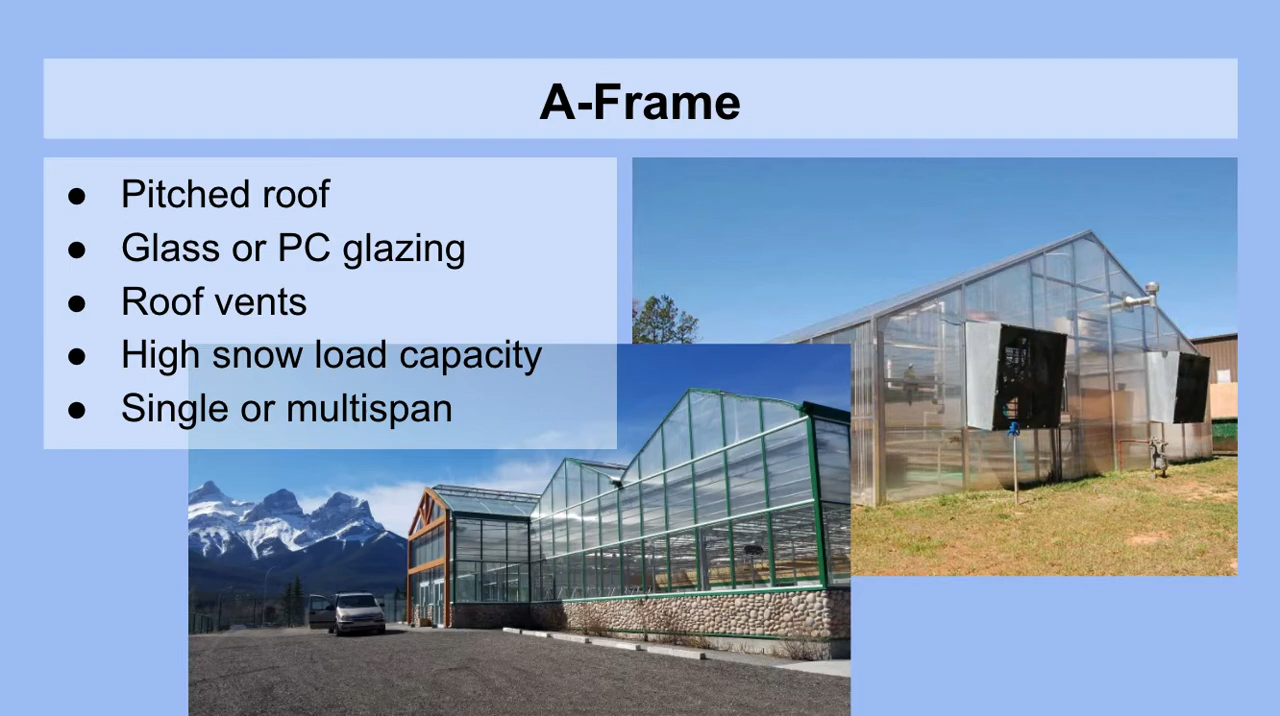 A-Frame
● Pitched roof
● Glass or PC glazing
● Roof vents
● High snow load capacity
● Single or multispan